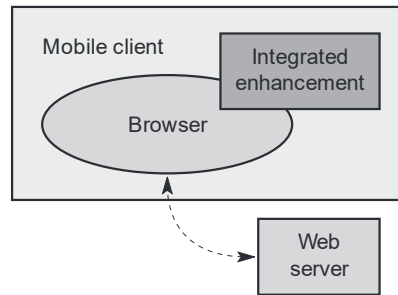 Mobile client
Integrated
enhancement
Browser
Web
server